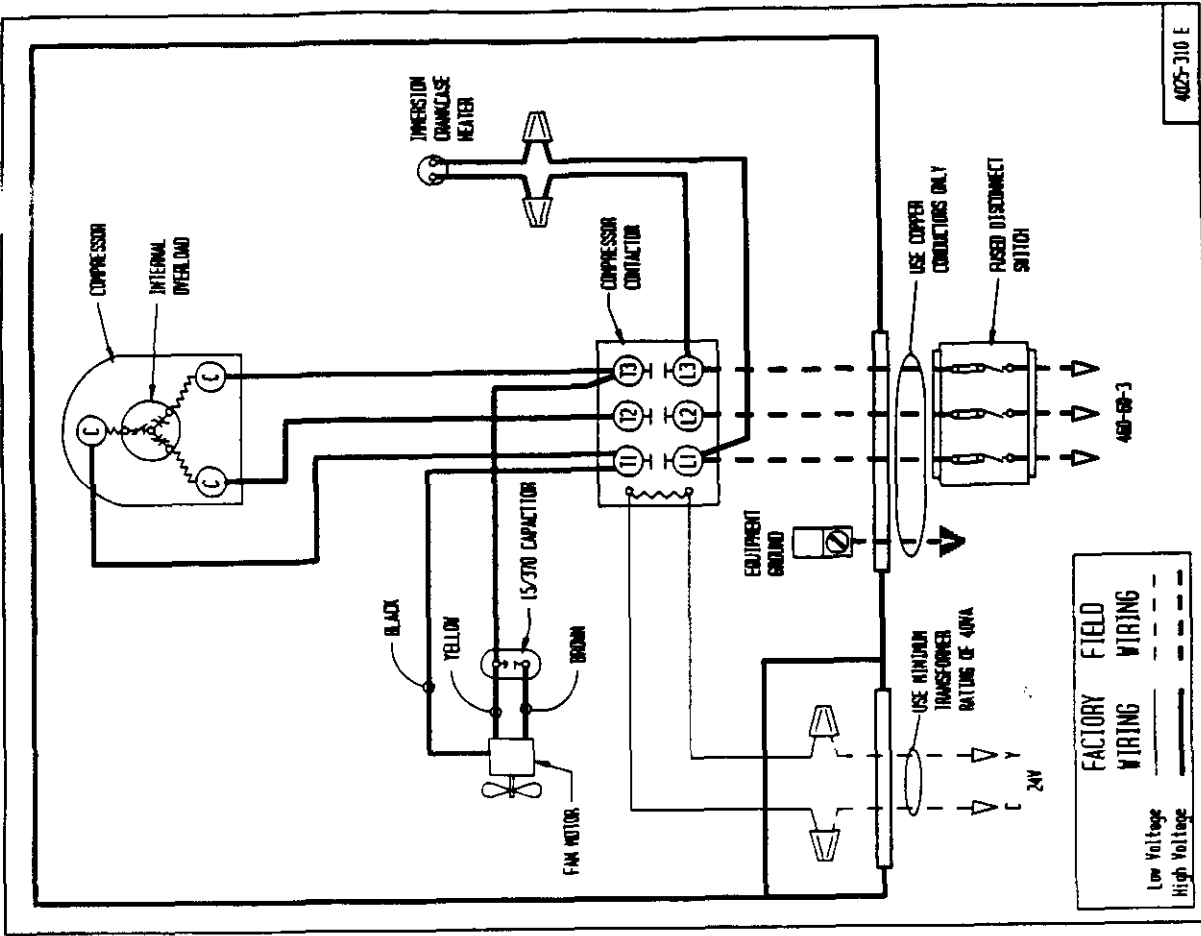 COMPRESSOR
INTERNAL
OVERLOAD
C
C
C
IMMERSION
CRANKCASE
HEATER
BLACK
YELLOW
15/370 CAPACTIOR
BROWN
FAN MOTOR
COMPRESSOR
CONTACTOR
T1
T2
T3
L1
L2
L3
EQUIPMENT
GROUND
USE COPPER
CONDUCTORS ONLY
FUSED DISCONNECT
SWITCH
460-60-3
USE MINIMUM
TRANSFORMER
RATING OF 40VA
C
Y
24V
FACTORY
WIRING
FIELD
WIRING
Low Voltage
High Voltage
4025-310 E